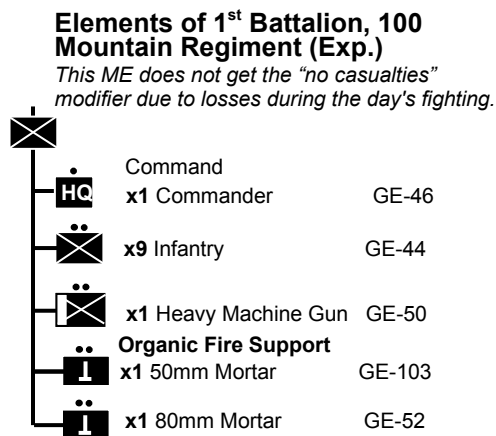 Elements of 1st Battalion, 100
Mountain Regiment (Exp.)
This ME does not get the “no casualties”
modifier due to losses during the day's fighting.
Command
HQ x1 Commander GE-46
x9 Infantry GE-44
x1 Heavy Machine Gun GE-50
Organic Fire Support
x1 50mm Mortar GE-103
x1 80mm Mortar GE-52